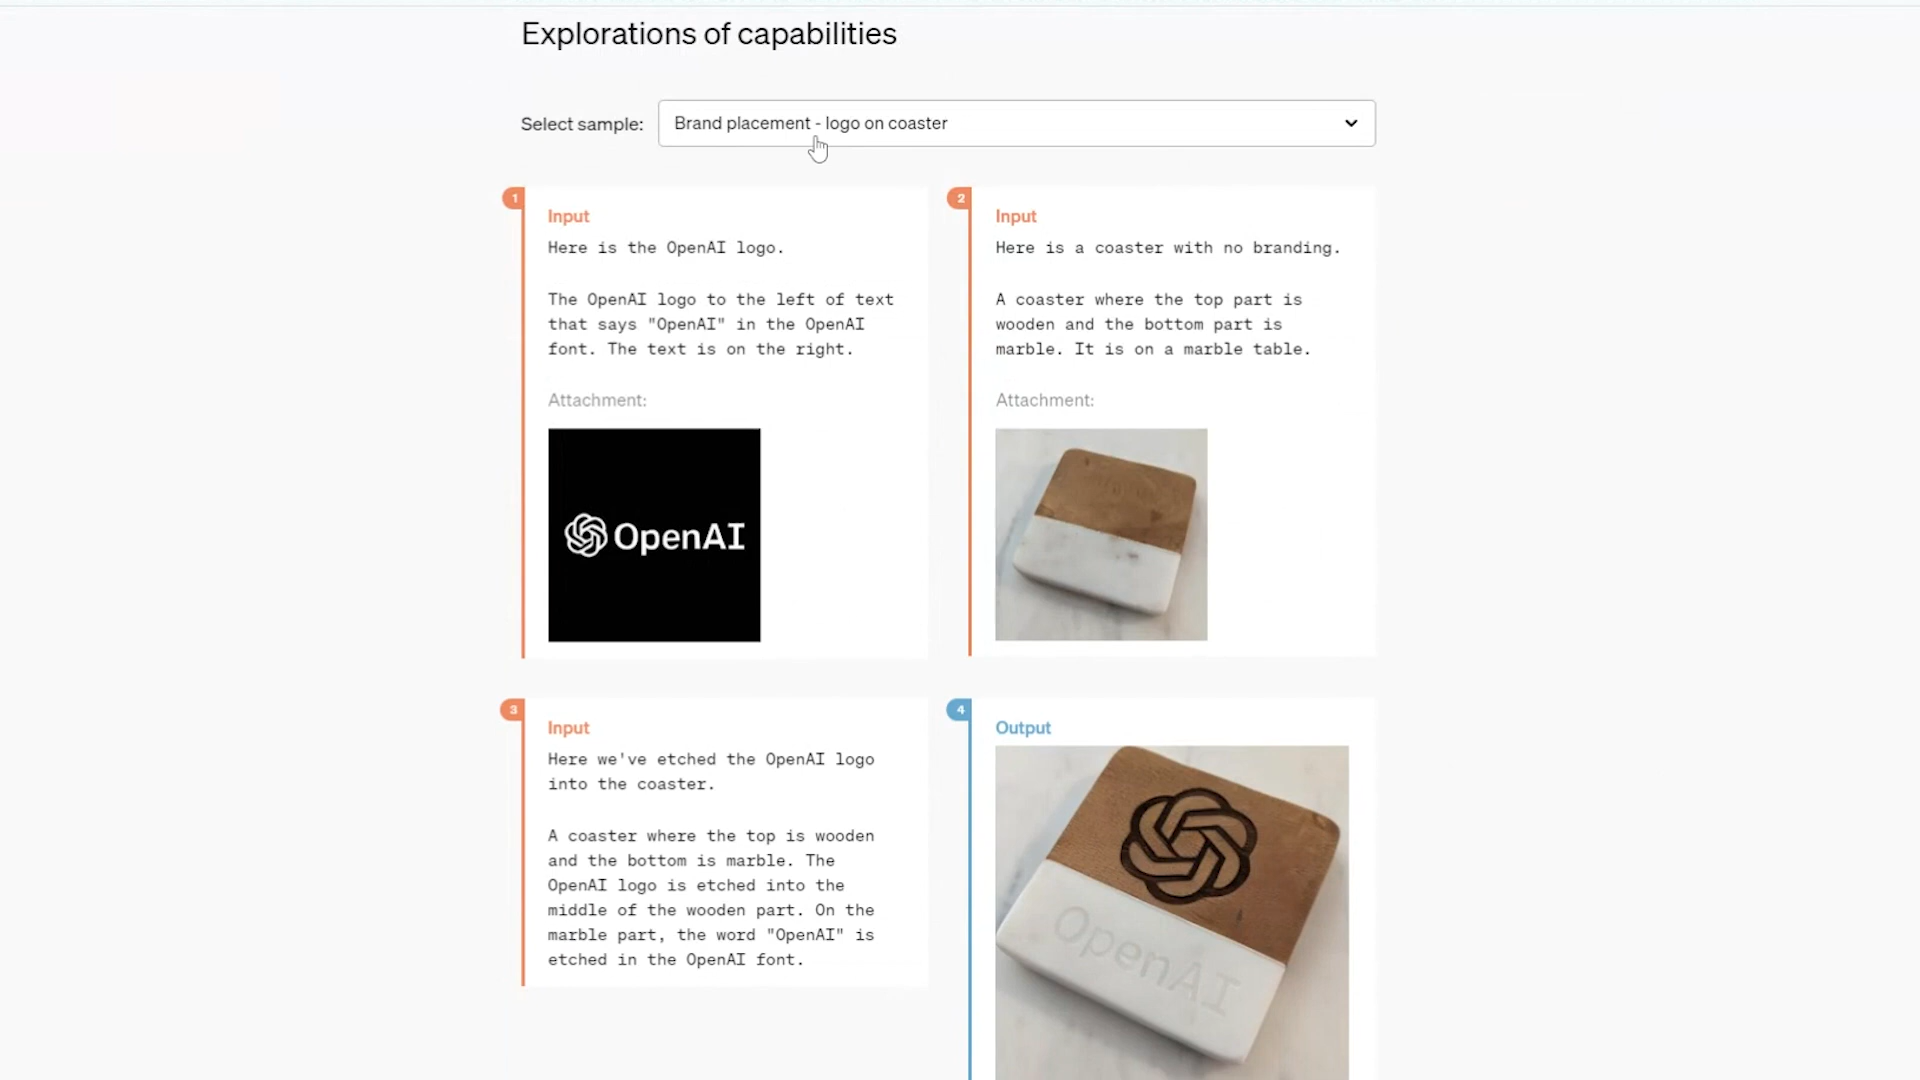 Explorations of capabilities
Select sample:
Brand placement - logo on coaster
1
Input
Here is the OpenAI logo.
The OpenAI logo to the left of text
that says "OpenAI" in the OpenAI
font. The text is on the right.
Attachment:
OpenAI
2
Input
Here is a coaster with no branding.
A coaster where the top part is
wooden and the bottom part is
marble. It is on a marble table.
Attachment:
3
Input
Here we've etched the OpenAI logo
into the coaster.
A coaster where the top is wooden
and the bottom is marble. The
OpenAI logo is etched into the
middle of the wooden part. On the
marble part, the word "OpenAI" is
etched in the OpenAI font.
4
Output
OpenAI